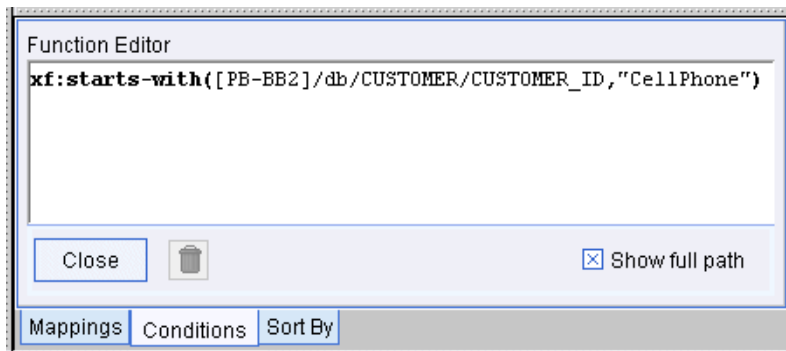 Function Editor
xf:starts-with([PB-BB2]/db/CUSTOMER/CUSTOMER_ID,"CellPhone")
Close
Show full path
Mappings Conditions Sort By